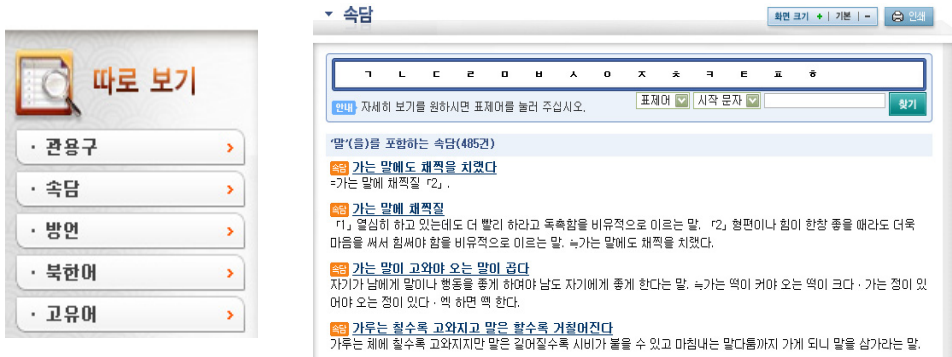 따로 보기
· 관용구
· 속담
· 방언
· 북한어
· 고유어
속담
화면 크기 + | 기본 | -
인쇄
ㄱ ㄴ ㄷ ㄹ ㅁ ㅂ ㅅ ㅇ ㅈ ㅊ ㅋ ㅌ ㅍ ㅎ
안내 자세히 보기를 원하시면 표제어를 눌러 주십시오.
표제어 시작 문자 찾기
'말'(을)를 포함하는 속담(485건)
속담 가는 말에도 채찍을 치랬다
=가는 말에 채찍질 「2」.
속담 가는 말에 채찍질
「1」 열심히 하고 있는데도 더 빨리 하라고 독촉함을 비유적으로 이르는 말. 「2」 형편이나 힘이 한창 좋을 때라도 더욱
마음을 써서 힘써야 함을 비유적으로 이르는 말. ≒가는 말에도 채찍을 치랬다.
속담 가는 말이 고와야 오는 말이 곱다
자기가 남에게 말이나 행동을 좋게 하여야 남도 자기에게 좋게 한다는 말. ≒가는 떡이 커야 오는 떡이 크다 · 가는 정이 있
어야 오는 정이 있다 · 엑 하면 떽 한다.
속담 가루는 칠수록 고와지고 말은 할수록 거칠어진다
가루는 체에 칠수록 고와지지만 말은 길어질수록 시비가 붙을 수 있고 마침내는 말다툼까지 가게 되니 말을 삼가라는 말.